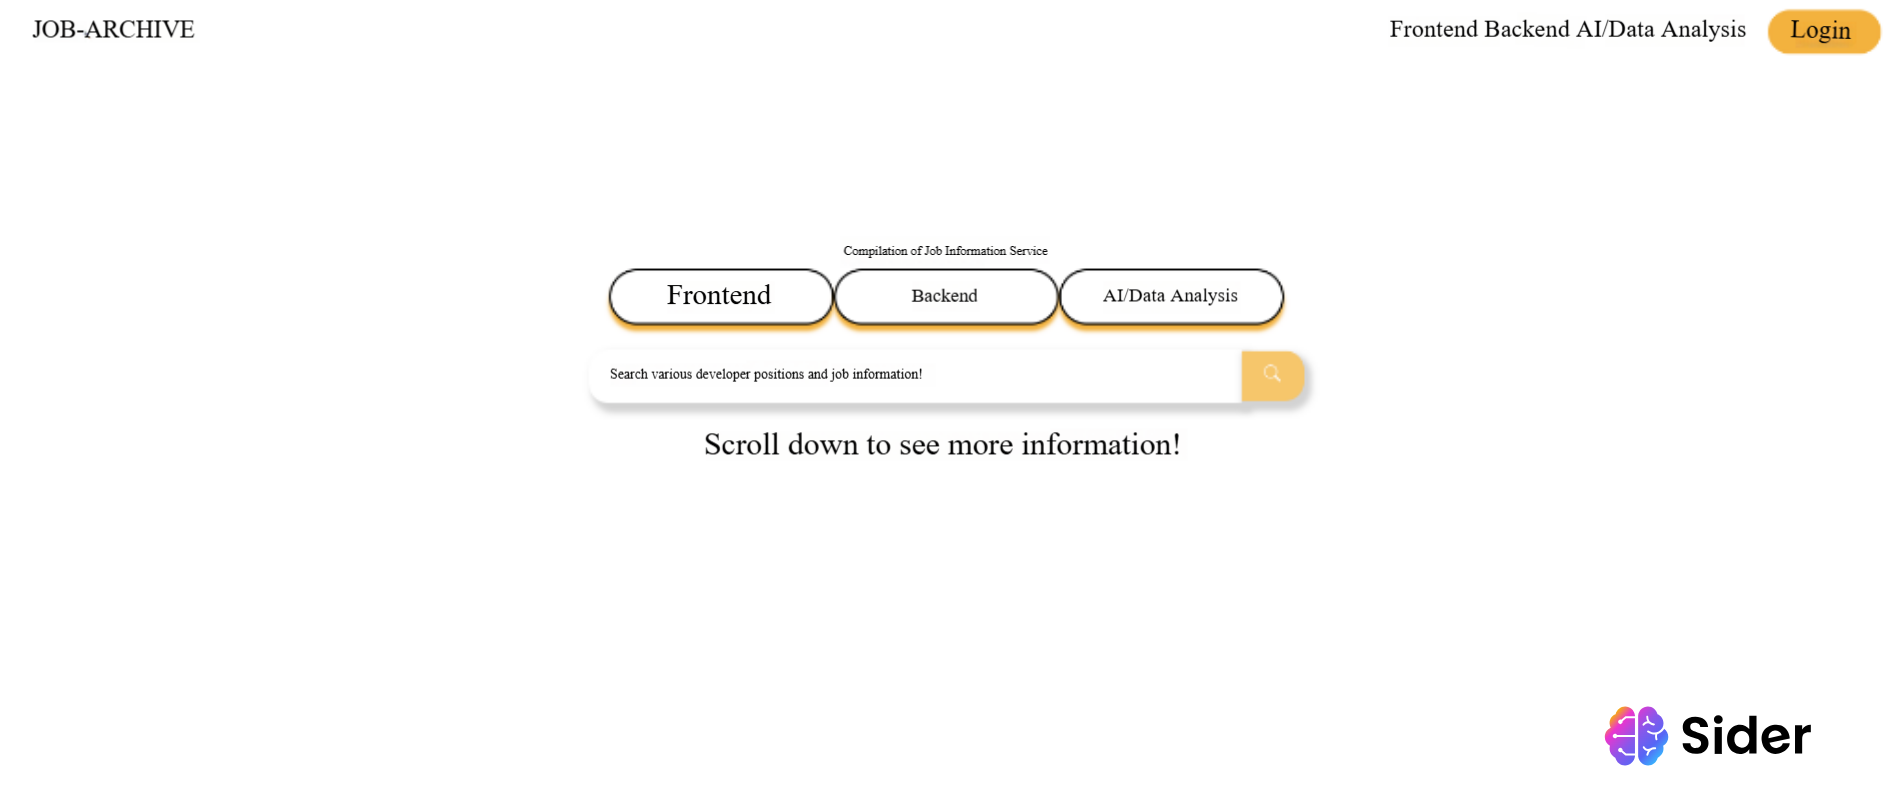 JOB-ARCHIVE
Frontend Backend AI/Data Analysis
Login
Compilation of Job Information Service
Frontend
Backend
AI/Data Analysis
Search various developer positions and job information!
Scroll down to see more information!
Sider